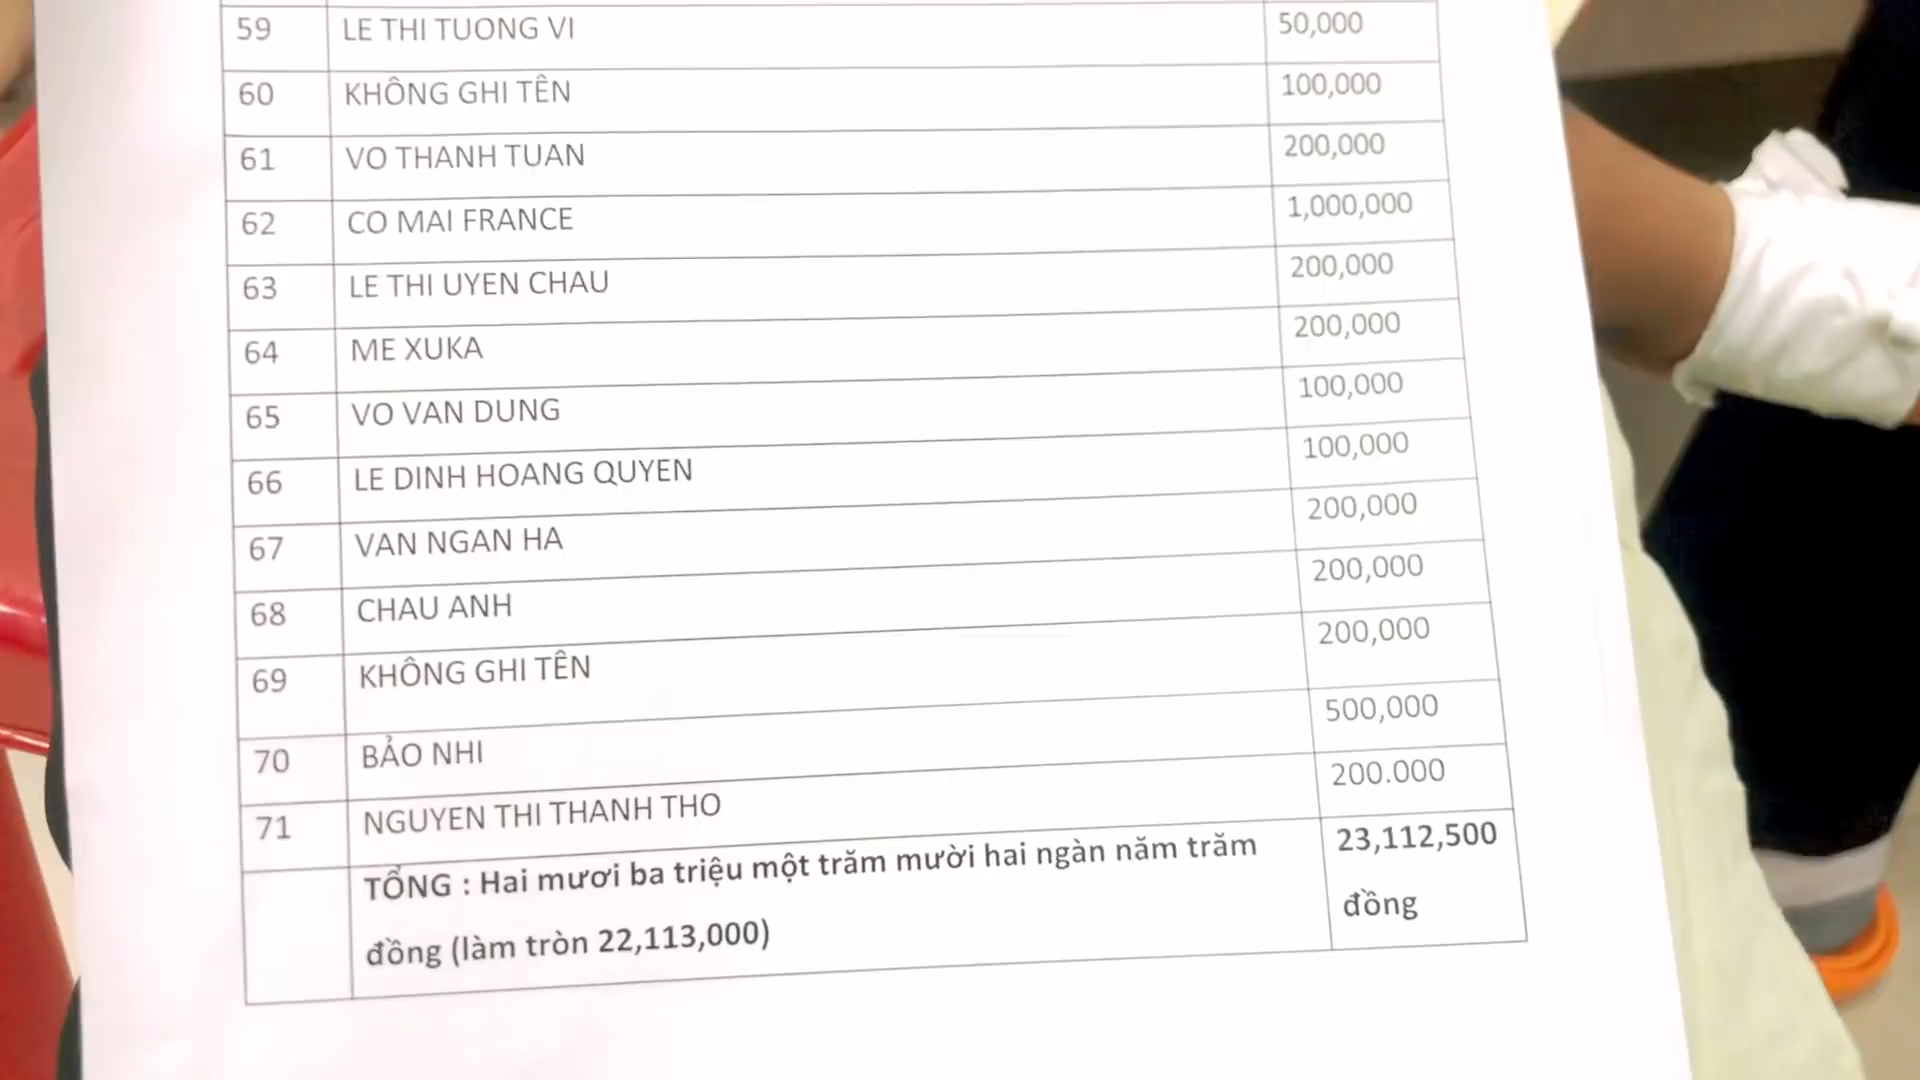 59 LE THI TUONG VI 50,000
60 KHÔNG GHI TÊN 100,000
61 VO THANH TUAN 200,000
62 CO MAI FRANCE 1,000,000
63 LE THI UYEN CHAU 200,000
64 ME XUKA 200,000
65 VO VAN DUNG 100,000
66 LE DINH HOANG QUYEN 100,000
67 VAN NGAN HA 200,000
68 CHAU ANH 200,000
69 KHÔNG GHI TÊN 200,000
70 BẢO NHI 500,000
71 NGUYEN THI THANH THO 200.000
TỔNG : Hai mươi ba triệu một trăm mười hai ngàn năm trăm 23,112,500
đồng (làm tròn 22,113,000) đồng